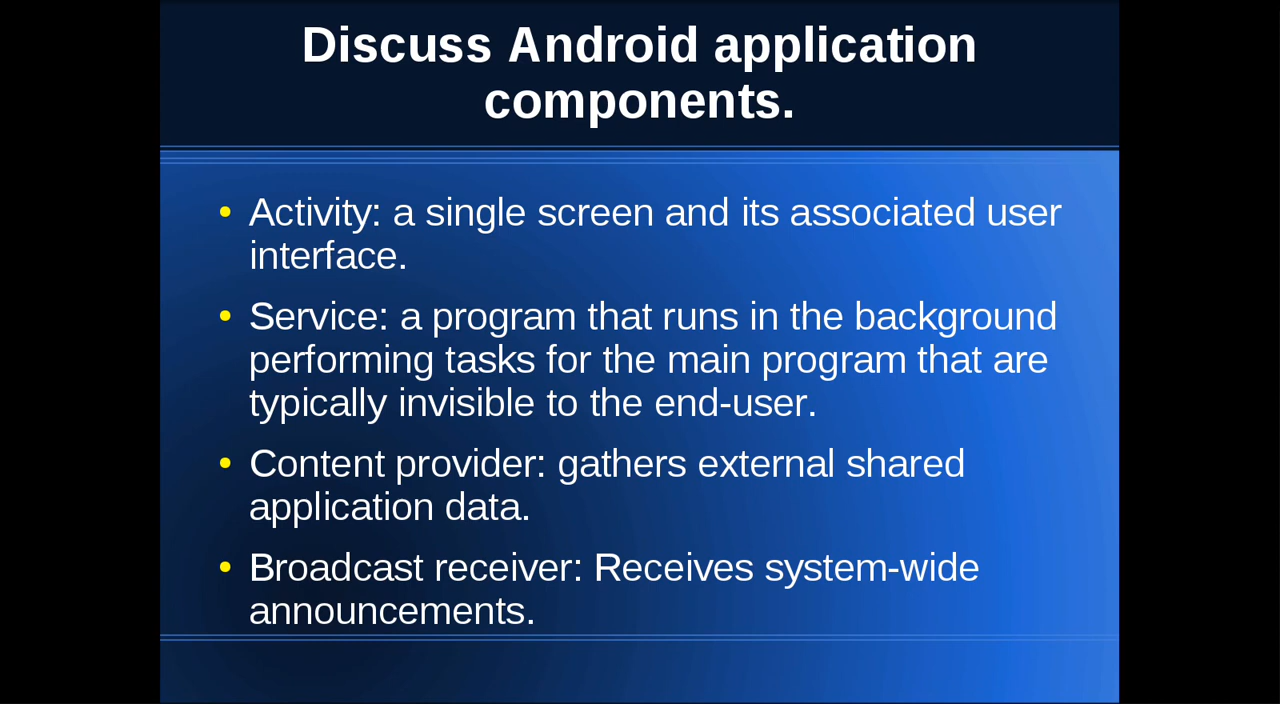 Discuss Android application
components.
• Activity: a single screen and its associated user
interface.
• Service: a program that runs in the background
performing tasks for the main program that are
typically invisible to the end-user.
• Content provider: gathers external shared
application data.
• Broadcast receiver: Receives system-wide
announcements.